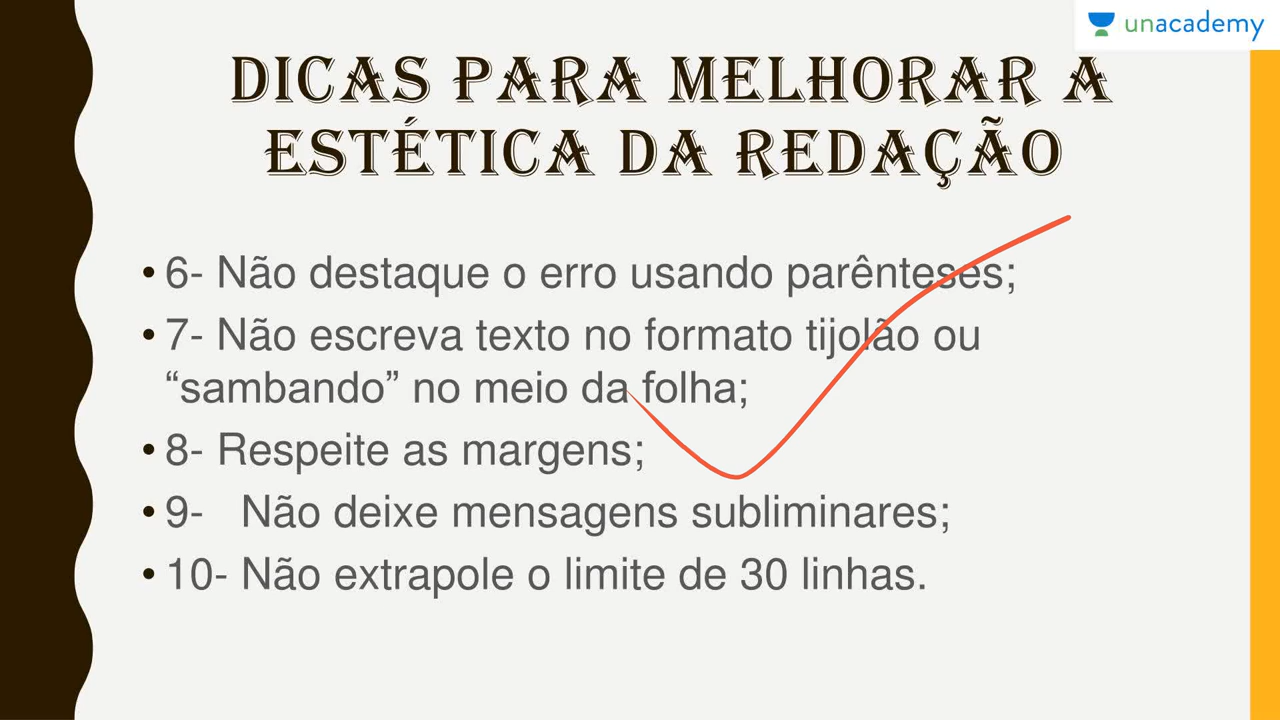 unacademy
DICAS PARA MELHORAR A
ESTÉTICA DA REDAÇÃO
• 6- Não destaque o erro usando parênteses;
• 7- Não escreva texto no formato tijolão ou
“sambando” no meio da folha;
• 8- Respeite as margens;
• 9- Não deixe mensagens subliminares;
• 10- Não extrapole o limite de 30 linhas.